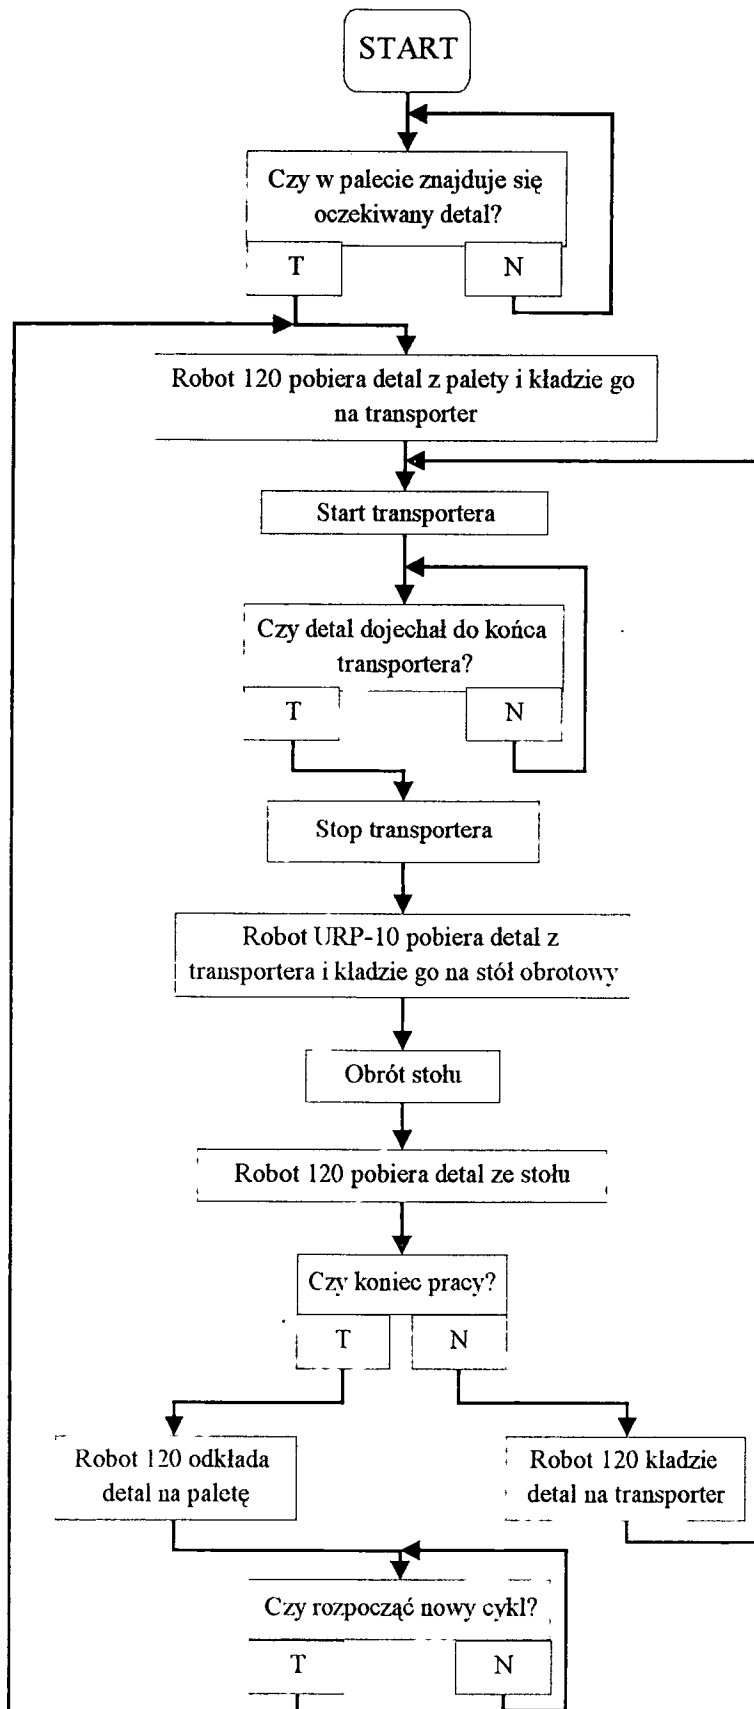 START
Czy w palecie znajduje się
oczekiwany detal?
T
N
Robot 120 pobiera detal z palety i kładzie go
na transporter
Start transportera
Czy detal dojechał do końca
transportera?
T
N
Stop transportera
Robot URP-10 pobiera detal z
transportera i kładzie go na stół obrotowy
Obrót stołu
Robot 120 pobiera detal ze stołu
Czy koniec pracy?
T
N
Robot 120 odkłada
detal na paletę
Robot 120 kładzie
detal na transporter
Czy rozpocząć nowy cykl?
T
N